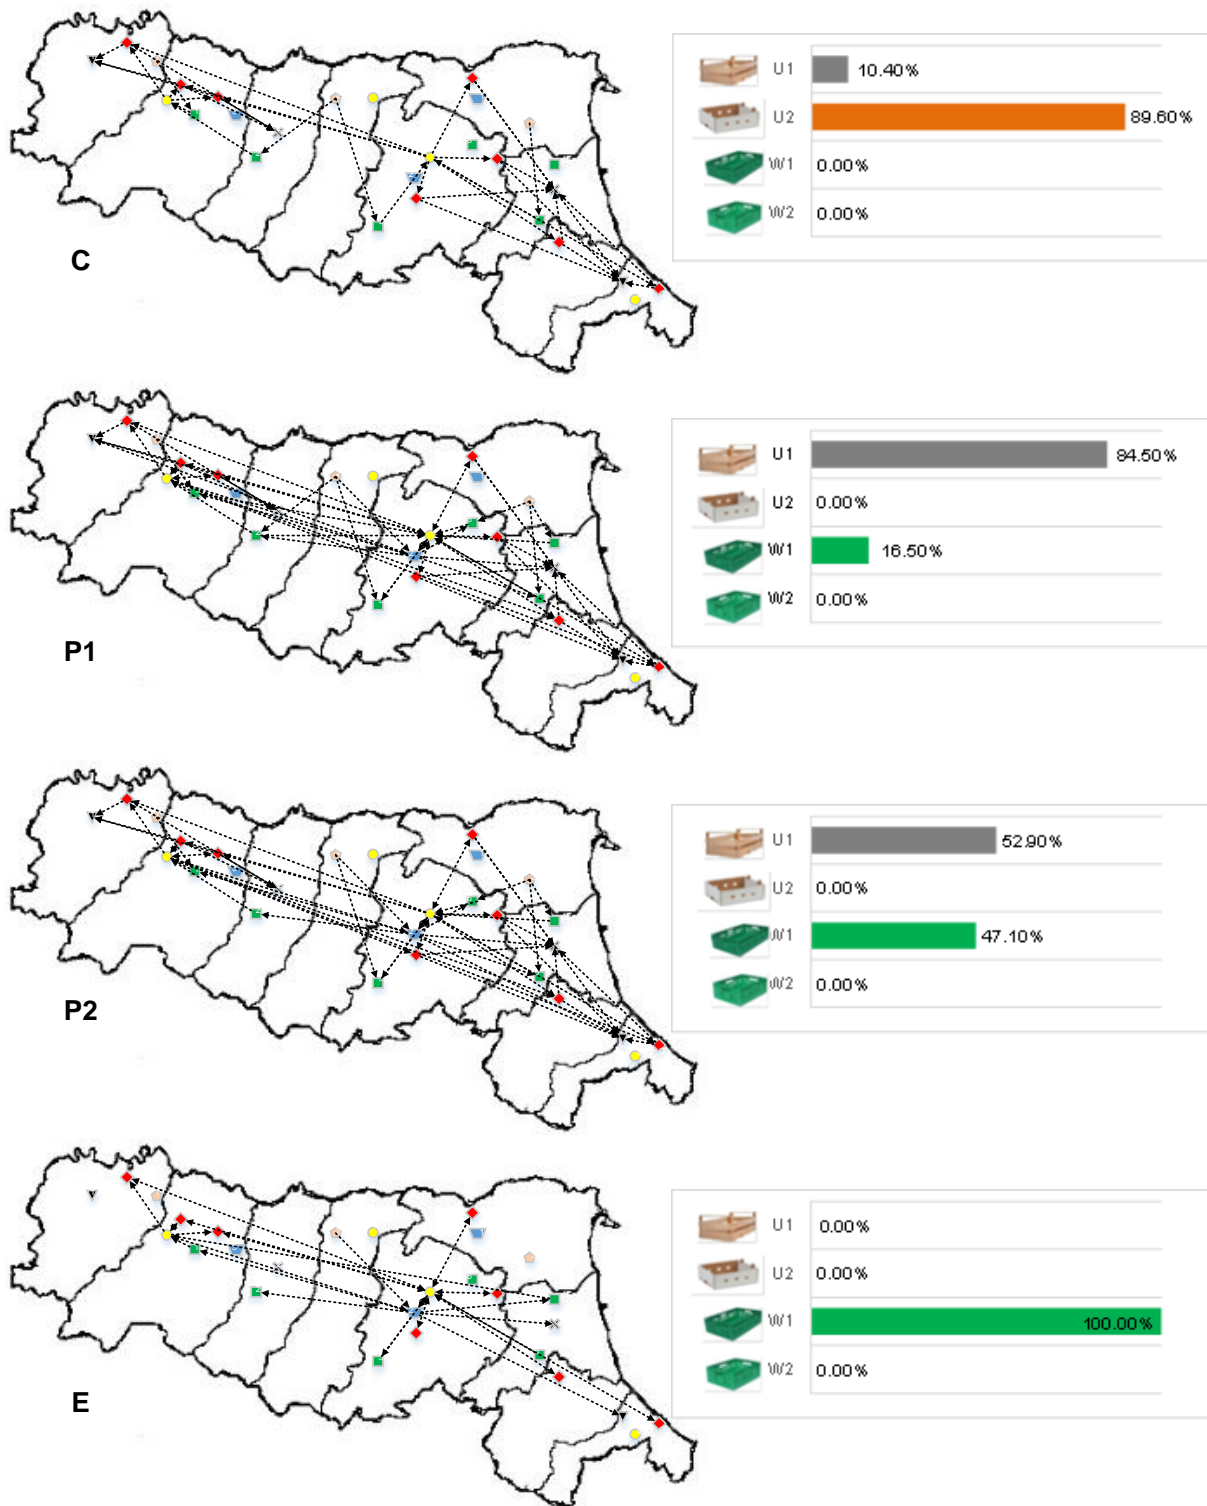 C
U1 10.40%
U2 89.60%
W1 0.00%
W2 0.00%
P1
U1 84.50%
U2 0.00%
W1 16.50%
W2 0.00%
P2
U1 52.90%
U2 0.00%
W1 47.10%
W2 0.00%
E
U1 0.00%
U2 0.00%
W1 100.00%
W2 0.00%